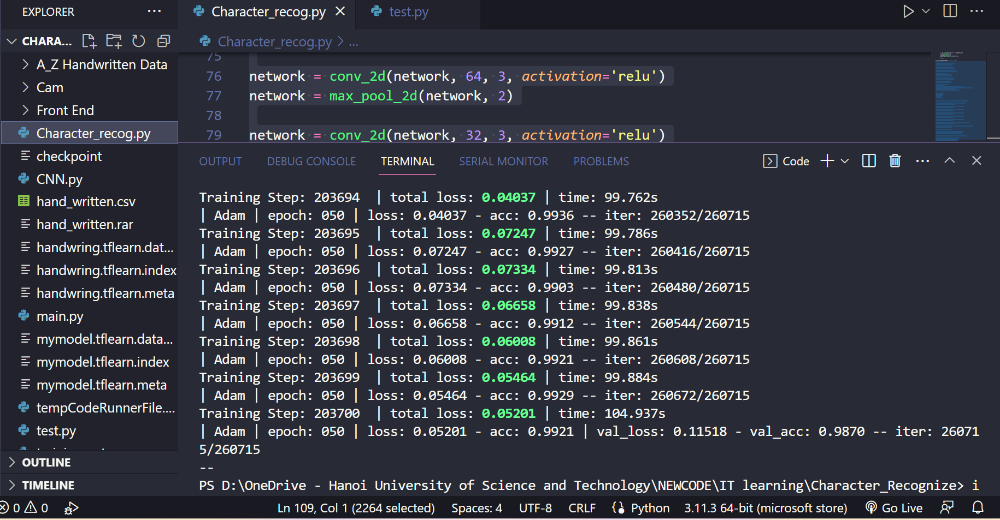 EXPLORER
Character_recog.py
test.py
CHARA...
Character_recog.py > ...
A_Z Handwritten Data
Cam
Front End
Character_recog.py
checkpoint
CNN.py
hand_written.csv
hand_written.rar
handwring.tflearn.dat...
handwring.tflearn.index
handwring.tflearn.meta
main.py
mymodel.tflearn.data...
mymodel.tflearn.index
mymodel.tflearn.meta
tempCodeRunnerFile....
test.py
OUTLINE
TIMELINE
75
76 network = conv_2d(network, 64, 3, activation='relu')
77 network = max_pool_2d(network, 2)
78
79 network = conv_2d(network, 32, 3, activation='relu')
OUTPUT DEBUG CONSOLE TERMINAL SERIAL MONITOR PROBLEMS
Code
Training Step: 203694 | total loss: 0.04037 | time: 99.762s
| Adam | epoch: 050 | loss: 0.04037 - acc: 0.9936 -- iter: 260352/260715
Training Step: 203695 | total loss: 0.07247 | time: 99.786s
| Adam | epoch: 050 | loss: 0.07247 - acc: 0.9927 -- iter: 260416/260715
Training Step: 203696 | total loss: 0.07334 | time: 99.813s
| Adam | epoch: 050 | loss: 0.07334 - acc: 0.9903 -- iter: 260480/260715
Training Step: 203697 | total loss: 0.06658 | time: 99.838s
| Adam | epoch: 050 | loss: 0.06658 - acc: 0.9912 -- iter: 260544/260715
Training Step: 203698 | total loss: 0.06008 | time: 99.861s
| Adam | epoch: 050 | loss: 0.06008 - acc: 0.9921 -- iter: 260608/260715
Training Step: 203699 | total loss: 0.05464 | time: 99.884s
| Adam | epoch: 050 | loss: 0.05464 - acc: 0.9929 -- iter: 260672/260715
Training Step: 203700 | total loss: 0.05201 | time: 104.937s
| Adam | epoch: 050 | loss: 0.05201 - acc: 0.9921 | val_loss: 0.11518 - val_acc: 0.9870 -- iter: 26071
5/260715
--
PS D:\OneDrive - Hanoi University of Science and Technology\NEWCODE\IT learning\Character_Recognize> i
0 0 Ln 109, Col 1 (2264 selected) Spaces: 4 UTF-8 CRLF Python 3.11.3 64-bit (microsoft store) Go Live